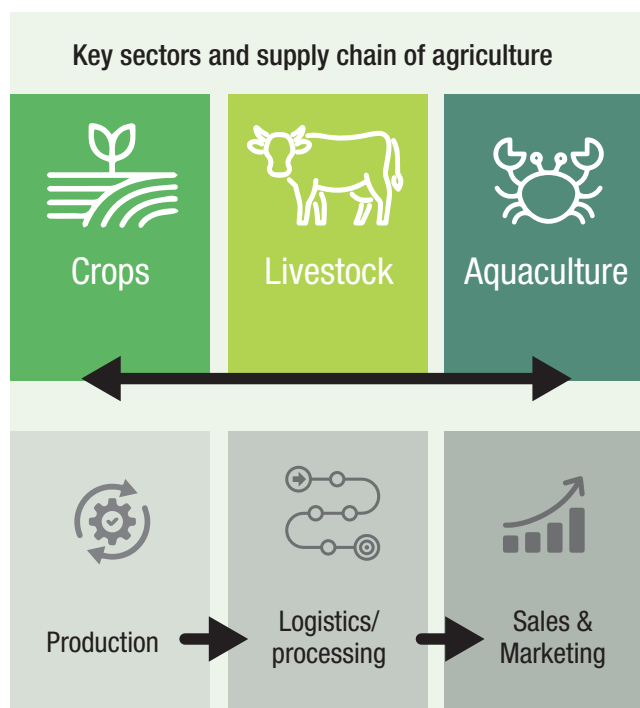 Key sectors and supply chain of agriculture
Crops
Livestock
Aquaculture
Production
Logistics/
processing
Sales &
Marketing